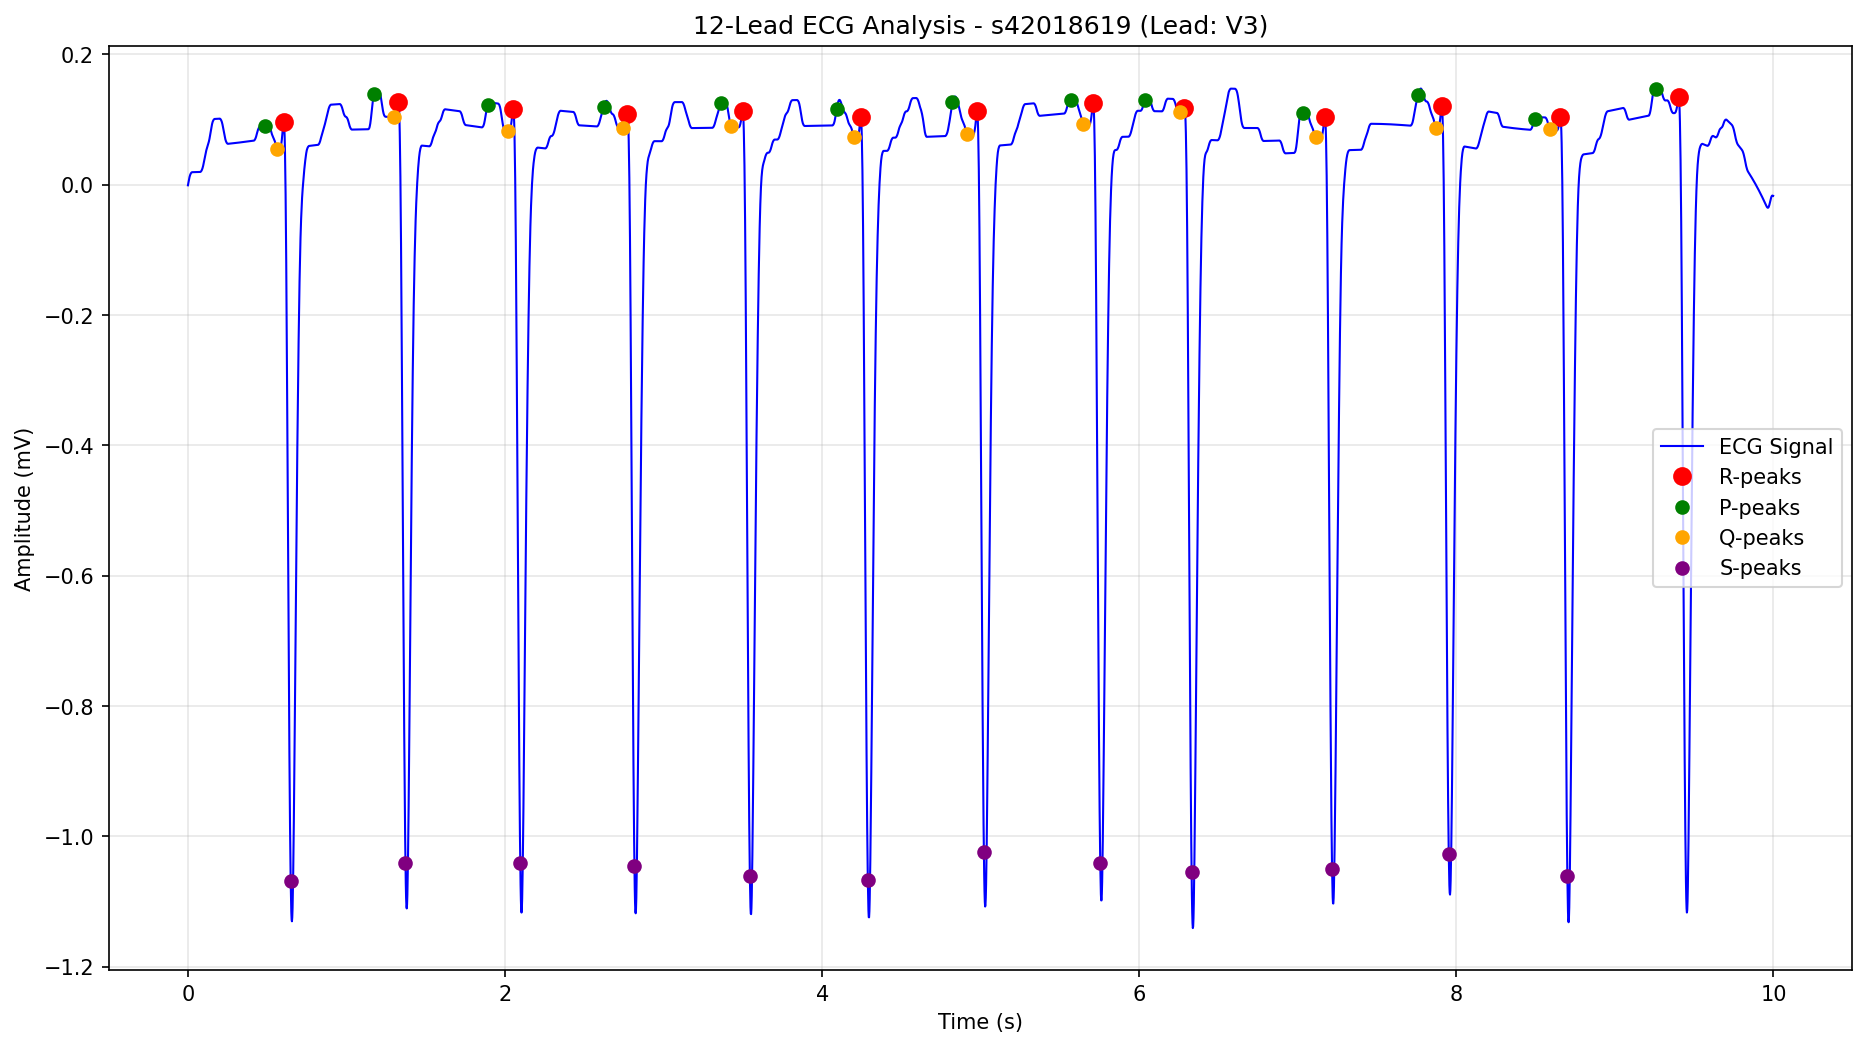 12-Lead ECG Analysis - s42018619 (Lead: V3)
Amplitude (mV)
0.2
0.0
−0.2
−0.4
−0.6
−0.8
−1.0
−1.2
ECG Signal
R-peaks
P-peaks
Q-peaks
S-peaks
0 2 4 6 8 10
Time (s)